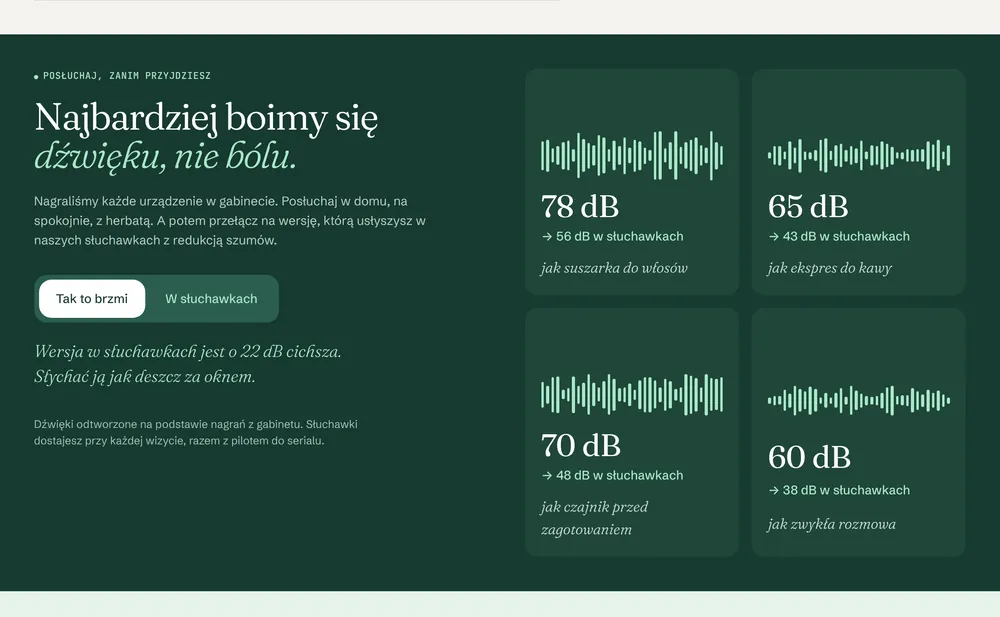 POSŁUCHAJ, ZANIM PRZYJDZIESZ
Najbardziej boimy się
dźwięku, nie bólu.
Nagraliśmy każde urządzenie w gabinecie. Posłuchaj w domu, na
spokojnie, z herbatą. A potem przełącz na wersję, którą usłyszysz w
naszych słuchawkach z redukcją szumów.
Tak to brzmi
W słuchawkach
Wersja w słuchawkach jest o 22 dB cichsza.
Słychać ją jak deszcz za oknem.
Dźwięki odtworzone na podstawie nagrań z gabinetu. Słuchawki
dostajesz przy każdej wizycie, razem z pilotem do serialu.
78 dB
→ 56 dB w słuchawkach
jak suszarka do włosów
65 dB
→ 43 dB w słuchawkach
jak ekspres do kawy
70 dB
→ 48 dB w słuchawkach
jak czajnik przed
zagotowaniem
60 dB
→ 38 dB w słuchawkach
jak zwykła rozmowa